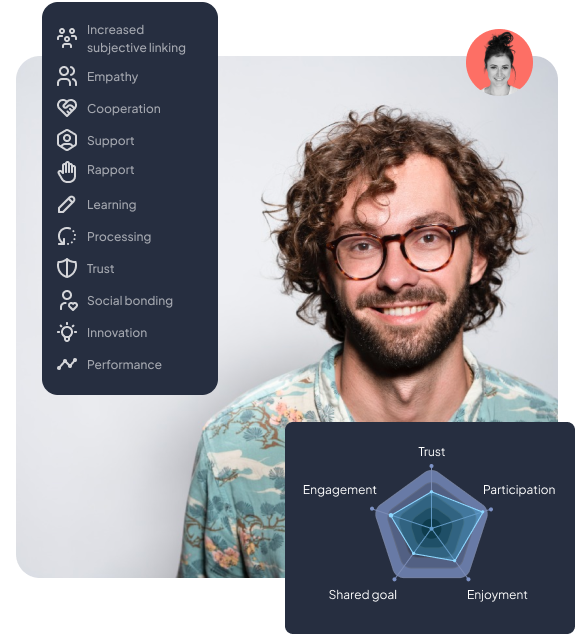 Increased
subjective linking
Empathy
Cooperation
Support
Rapport
Learning
Processing
Trust
Social bonding
Innovation
Performance
Trust
Engagement
Participation
Shared goal
Enjoyment